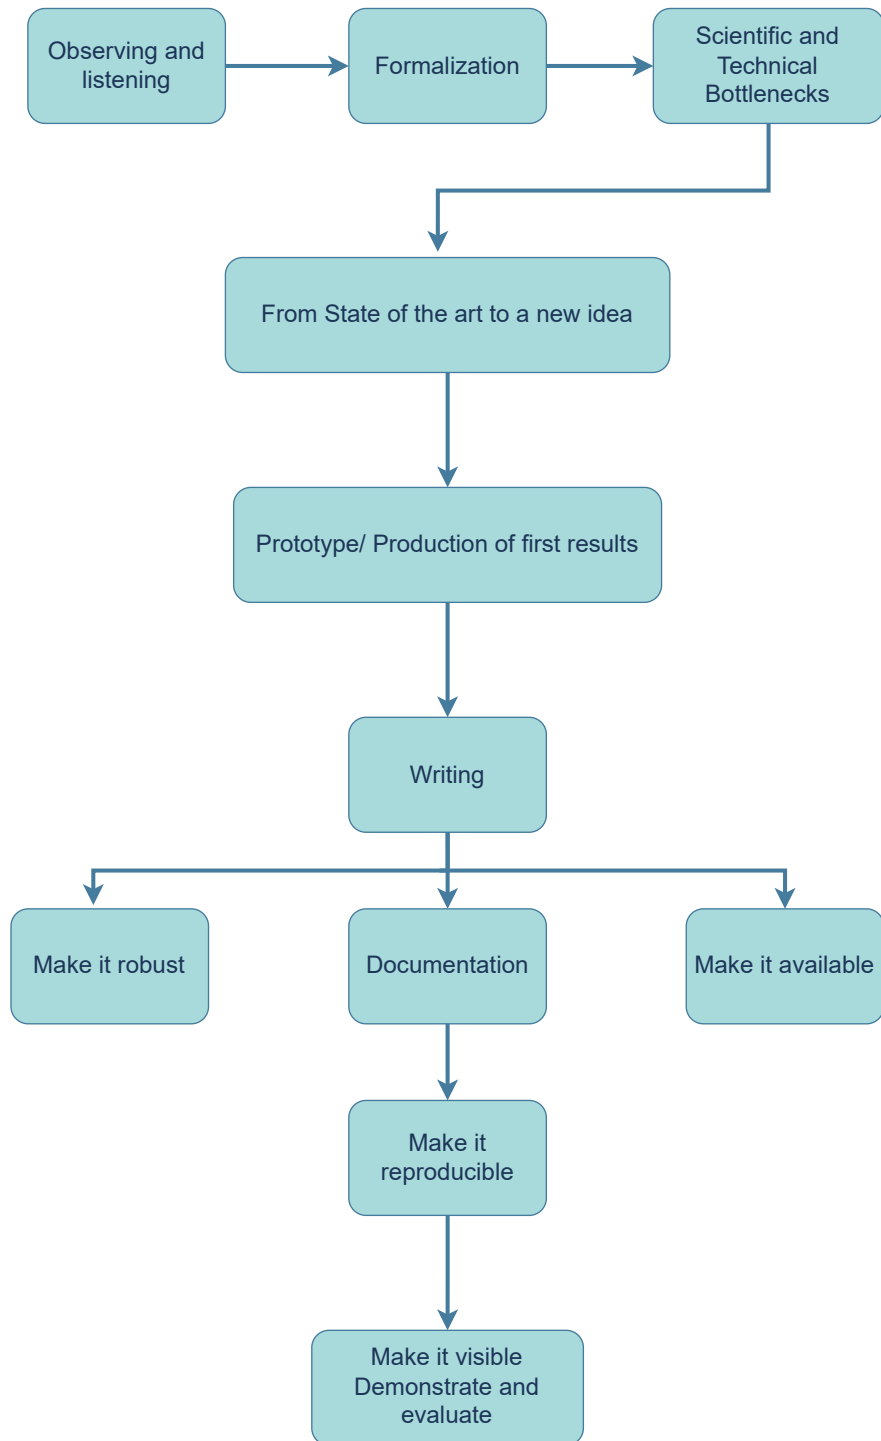 Observing and
listening
Formalization
Scientific and
Technical
Bottlenecks
From State of the art to a new idea
Prototype/ Production of first results
Writing
Make it robust
Documentation
Make it available
Make it
reproducible
Make it visible
Demonstrate and
evaluate